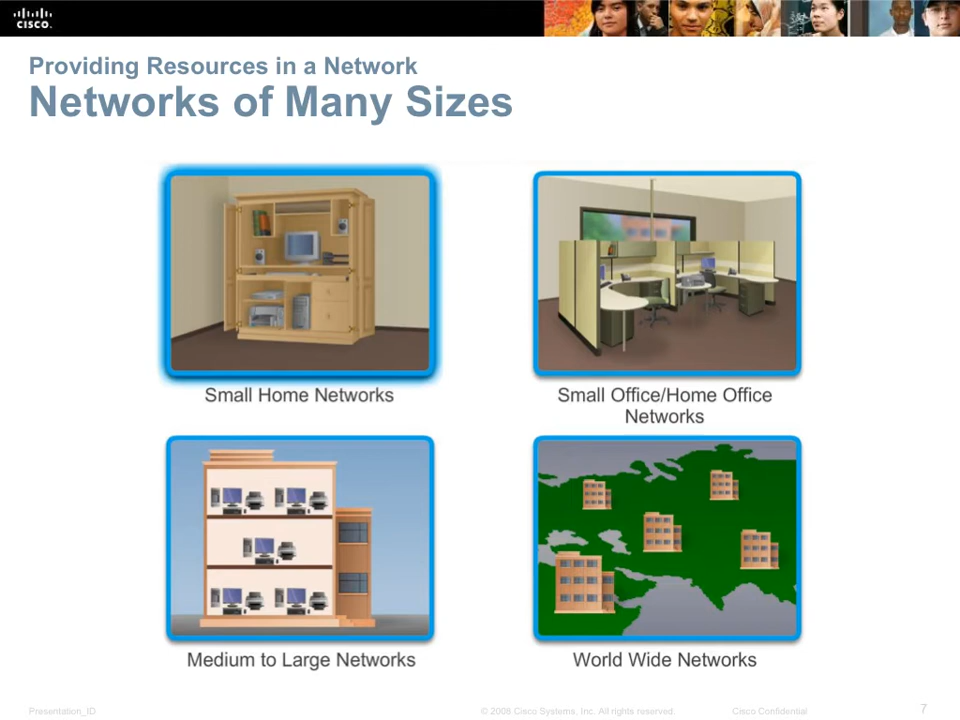 CISCO
Providing Resources in a Network
Networks of Many Sizes
Small Home Networks
Small Office/Home Office
Networks
Medium to Large Networks
World Wide Networks
Presentation_ID
© 2008 Cisco Systems, Inc. All rights reserved.
Cisco Confidential
7